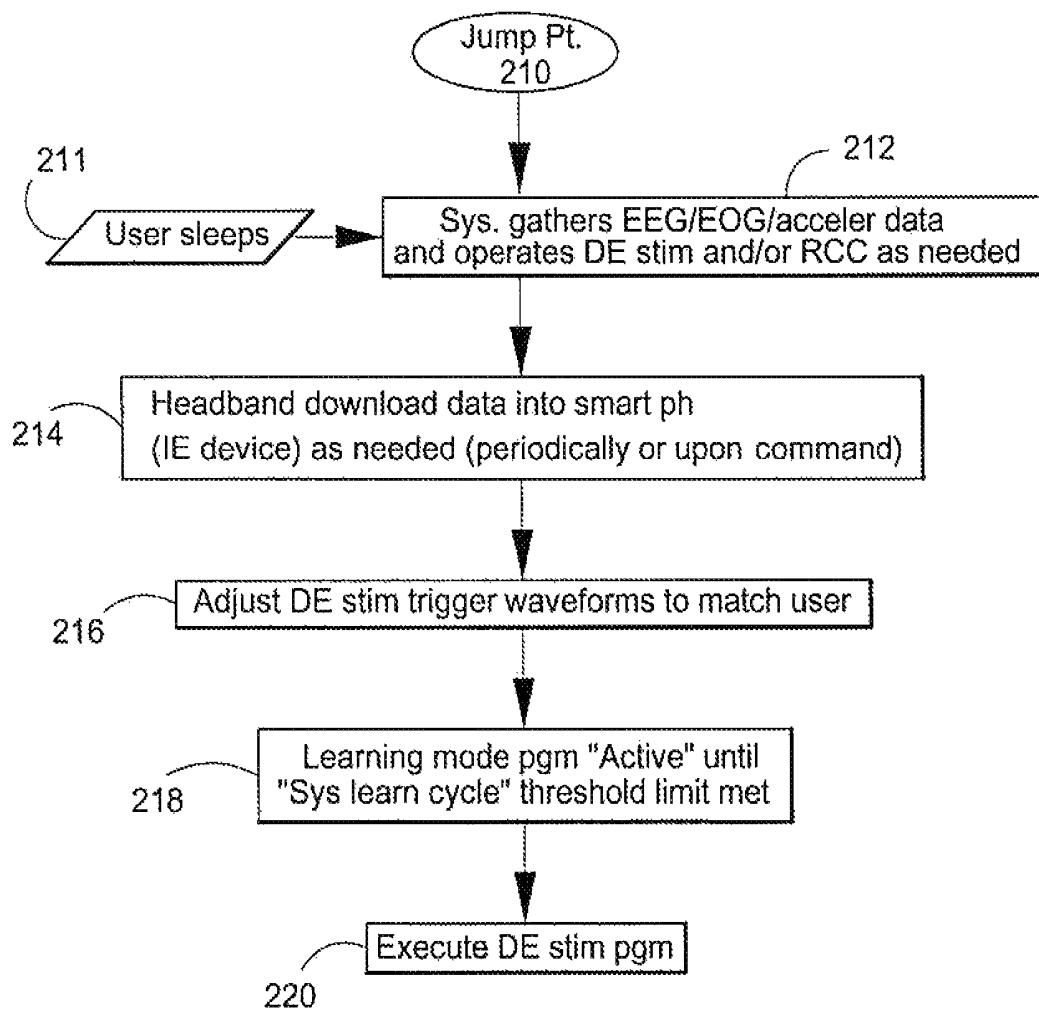 Jump Pt.
210
211
212
User sleeps
Sys. gathers EEG/EOG/acceler data
and operates DE stim and/or RCC as needed
Headband download data into smart ph
(IE device) as needed (periodically or upon command)
214
Adjust DE stim trigger waveforms to match user
216
Learning mode pgm "Active" until
"Sys learn cycle" threshold limit met
218
Execute DE stim pgm
220